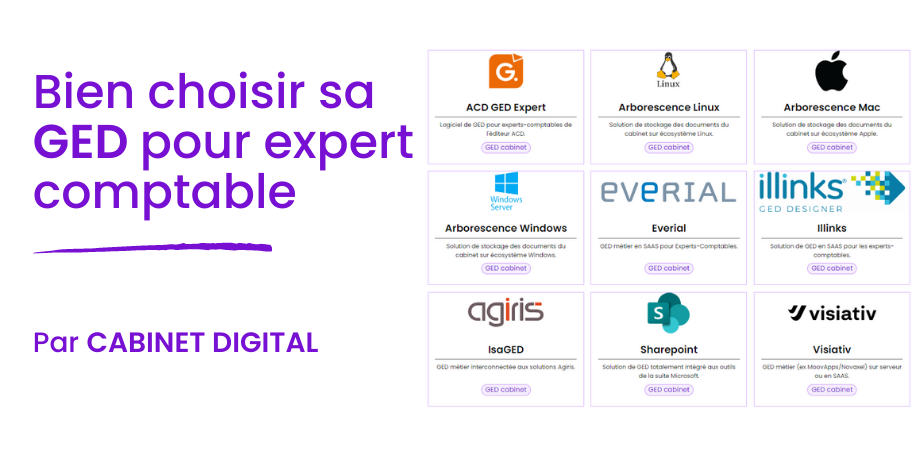 Bien choisir sa
GED pour expert
comptable
Par CABINET DIGITAL
G.
ACD GED Expert
Logiciel de GED pour experts-comptables de
l'éditeur ACD.
GED cabinet
Linux
Arborescence Linux
Solution de stockage des documents du
cabinet sur écosystème Linux.
GED cabinet
Arborescence Mac
Solution de stockage des documents du
cabinet sur écosystème Apple.
GED cabinet
Windows
Server
Arborescence Windows
Solution de stockage des documents du
cabinet sur écosystème Windows.
GED cabinet
EVERIAL
Everial
GED métier en SAAS pour Experts-Comptables.
GED cabinet
illinks®
GED DESIGNER
Illinks
Solution de GED en SAAS pour les experts-
comptables.
GED cabinet
agiris
IsaGED
GED métier interconnectée aux solutions Agiris.
GED cabinet
S
Sharepoint
Solution de GED totalement intégré aux outils
de la suite Microsoft.
GED cabinet
visiativ
Visiativ
GED métier (ex MoovApps/Novaxel) sur serveur
ou en SAAS.
GED cabinet